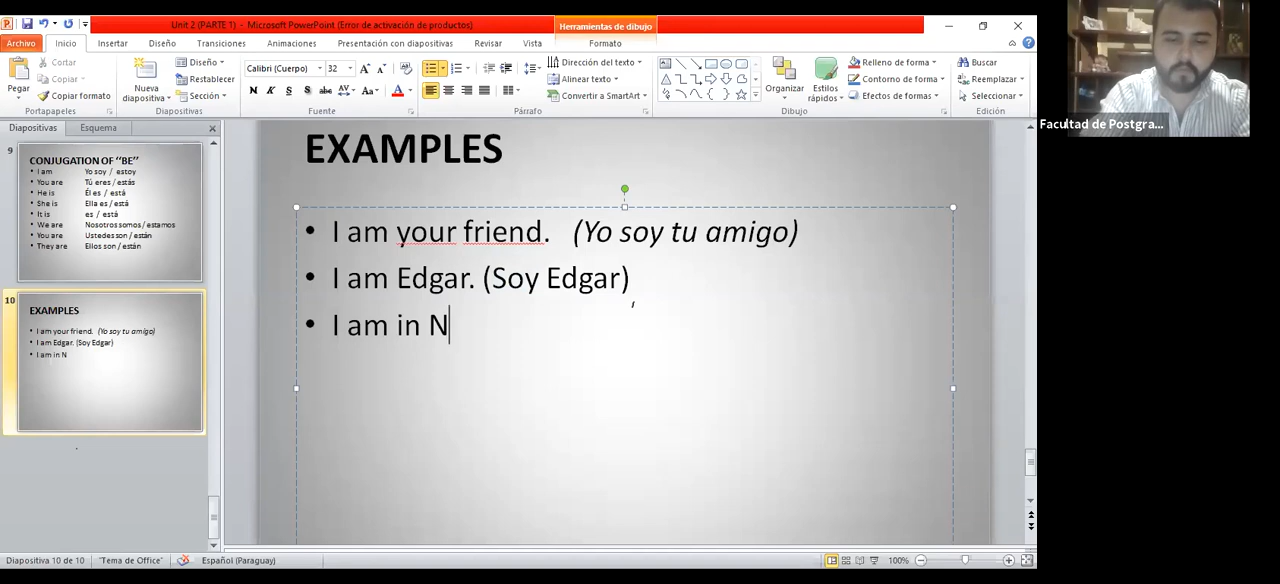 Unit 2 (PARTE 1) - Microsoft PowerPoint (Error de activación de productos)
Herramientas de dibujo
Archivo Inicio Insertar Diseño Transiciones Animaciones Presentación con diapositivas Revisar Vista Formato
Pegar
Cortar
Copiar
Copiar formato
Portapapeles
Nueva diapositiva
Diseño
Restablecer
Sección
Diapositivas
Calibri (Cuerpo) 32
N K S S abc AV Aa A
Fuente
Párrafo
Dirección del texto
Alinear texto
Convertir a SmartArt
Organizar
Estilos rápidos
Dibujo
Relleno de forma
Contorno de forma
Efectos de formas
Buscar
Reemplazar
Seleccionar
Edición
Facultad de Postgra...
Diapositivas Esquema
9
CONJUGATION OF "BE"
• I am Yo soy / estoy
• You are Tú eres / estás
• He is Él es / está
• She is Ella es / está
• It is es / está
• We are Nosotros somos / estamos
• You are Ustedes son / están
• They are Ellos son / están
10
EXAMPLES
• I am your friend. (Yo soy tu amigo)
• I am Edgar. (Soy Edgar)
• I am in N
EXAMPLES
• I am your friend. (Yo soy tu amigo)
• I am Edgar. (Soy Edgar)
• I am in N
Diapositiva 10 de 10 "Tema de Office" Español (Paraguay) 100%